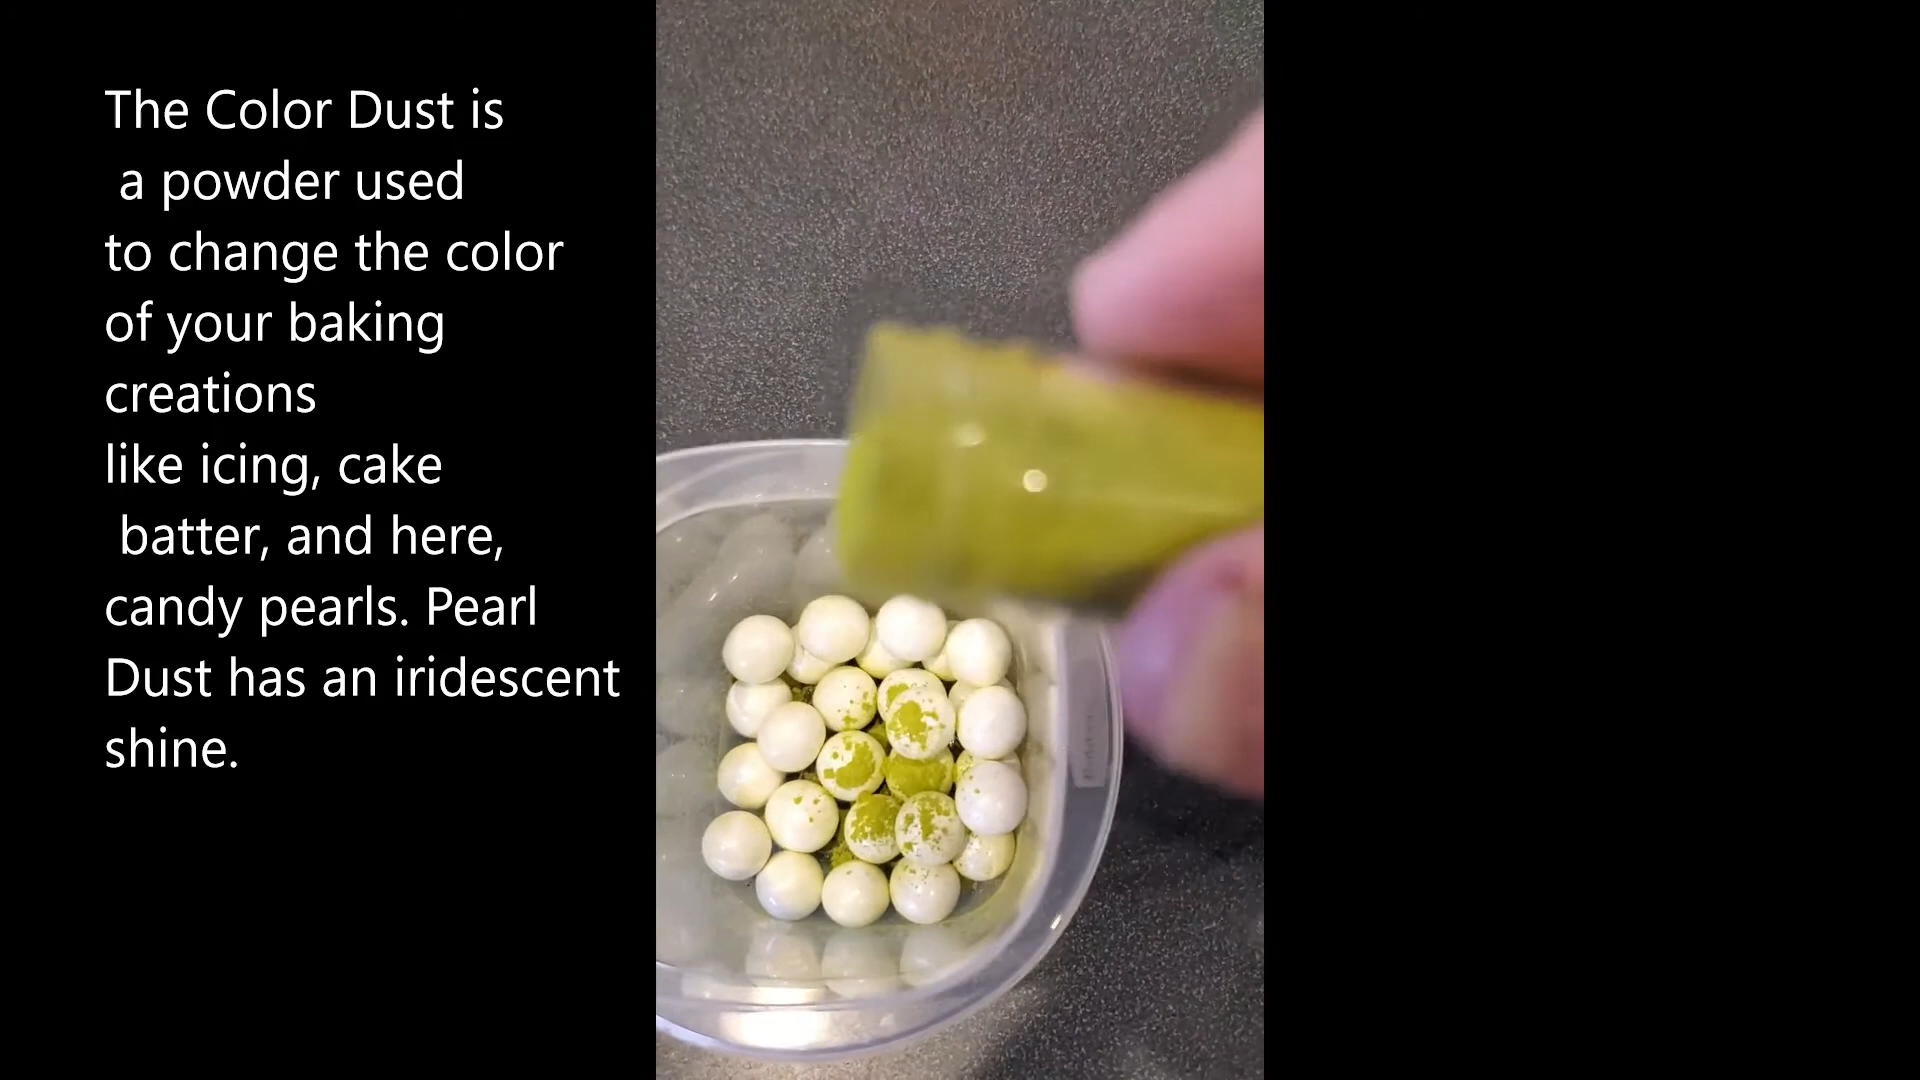 The Color Dust is
a powder used
to change the color
of your baking
creations
like icing, cake
batter, and here,
candy pearls. Pearl
Dust has an iridescent
shine.